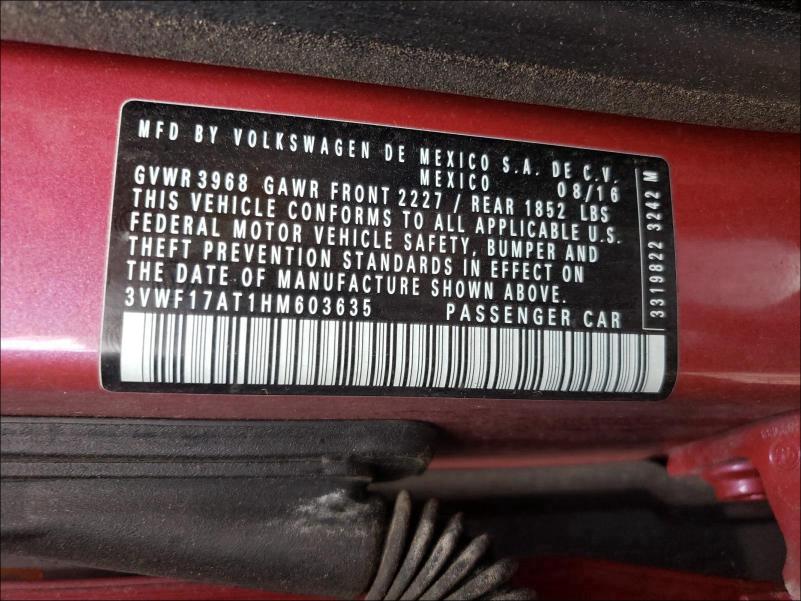 MFD BY VOLKSWAGEN DE MEXICO S.A. DE C.V.
MEXICO 08/16
GVWR 3968 GAWR FRONT 2227 / REAR 1852 LBS
THIS VEHICLE CONFORMS TO ALL APPLICABLE U.S.
FEDERAL MOTOR VEHICLE SAFETY, BUMPER AND
THEFT PREVENTION STANDARDS IN EFFECT ON
THE DATE OF MANUFACTURE SHOWN ABOVE.
3VWF17AT1HM603635 PASSENGER CAR
3319822 3242 M